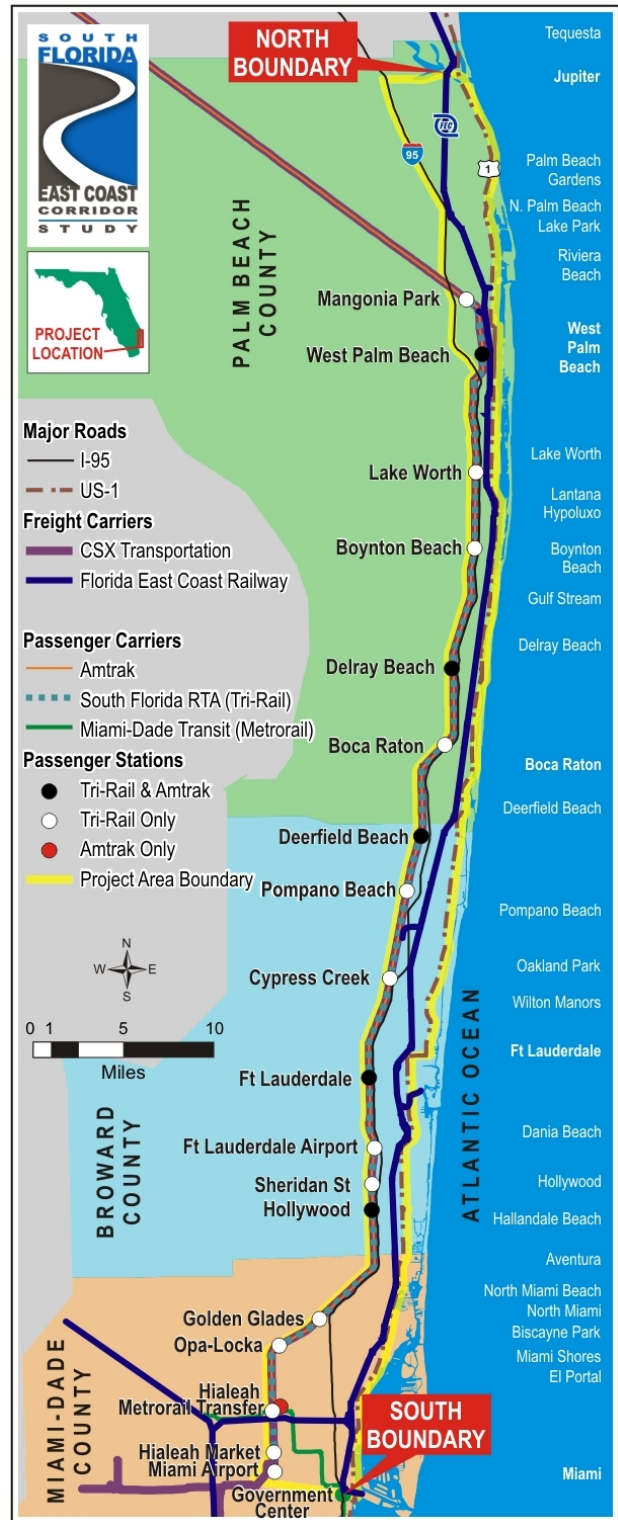 SOUTH
FLORIDA
EAST COAST
CORRIDOR
STUDY
PROJECT
LOCATION
NORTH
BOUNDARY
FEC
95
1
PALM BEACH
COUNTY
Mangonia Park
West Palm Beach
Lake Worth
Boynton Beach
Delray Beach
Boca Raton
Deerfield Beach
Pompano Beach
Cypress Creek
Ft Lauderdale
Ft Lauderdale Airport
Sheridan St
Hollywood
Golden Glades
Opa-Locka
Hialeah
Metrorail Transfer
Hialeah Market
Miami Airport
Government
Center
SOUTH
BOUNDARY
Major Roads
I-95
US-1
Freight Carriers
CSX Transportation
Florida East Coast Railway
Passenger Carriers
Amtrak
South Florida RTA (Tri-Rail)
Miami-Dade Transit (Metrorail)
Passenger Stations
Tri-Rail & Amtrak
Tri-Rail Only
Amtrak Only
Project Area Boundary
N
W E
S
0 1 5 10
Miles
BROWARD
COUNTY
MIAMI-DADE
COUNTY
ATLANTIC OCEAN
Tequesta
Jupiter
Palm Beach
Gardens
N. Palm Beach
Lake Park
Riviera
Beach
West
Palm
Beach
Lake Worth
Lantana
Hypoluxo
Boynton
Beach
Gulf Stream
Delray Beach
Boca Raton
Deerfield Beach
Pompano Beach
Oakland Park
Wilton Manors
Ft Lauderdale
Dania Beach
Hollywood
Hallandale Beach
Aventura
North Miami Beach
North Miami
Biscayne Park
Miami Shores
El Portal
Miami